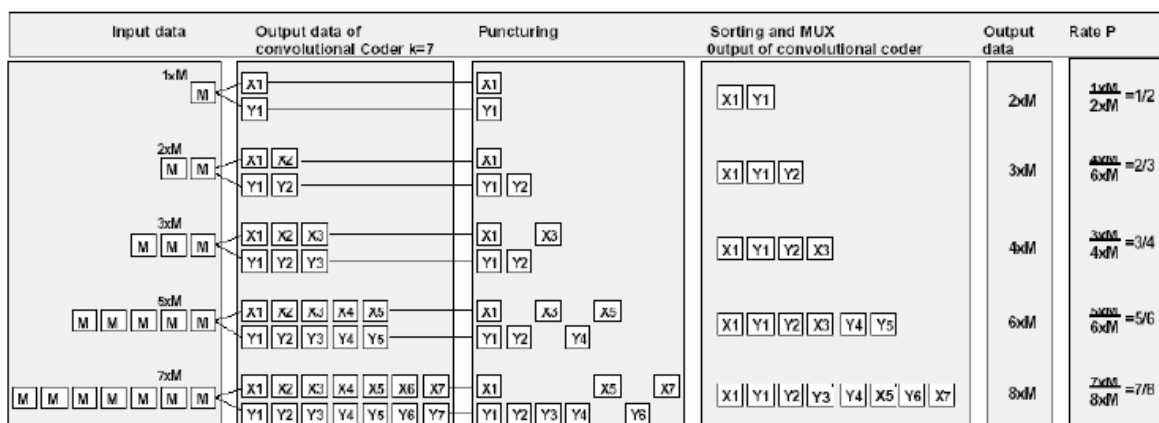 Input data Output data of Puncturing Sorting and MUX Output Rate P
convolutional Coder k=7 0utput of convolutional coder data
1xM
M X1 X1
Y1 Y1
X1 Y1 2xM 1xM
2xM =1/2
2xM
M M X1 X2 X1
Y1 Y2 Y1 Y2
X1 Y1 Y2 3xM 4xM
6xM =2/3
3xM
M M M X1 X2 X3 X1 X3
Y1 Y2 Y3 Y1 Y2
X1 Y1 Y2 X3 4xM 3xM
4xM =3/4
5xM
M M M M M X1 X2 X3 X4 X5 X1 X3 X5
Y1 Y2 Y3 Y4 Y5 Y1 Y2 Y4
X1 Y1 Y2 X3 Y4 Y5 6xM 5xM
6xM =5/6
7xM
M M M M M M M X1 X2 X3 X4 X5 X6 X7 X1 X5 X7
Y1 Y2 Y3 Y4 Y5 Y6 Y7 Y1 Y2 Y3 Y4 Y6
X1 Y1 Y2 Y3 Y4 X5 Y6 X7 8xM 7xM
8xM =7/8